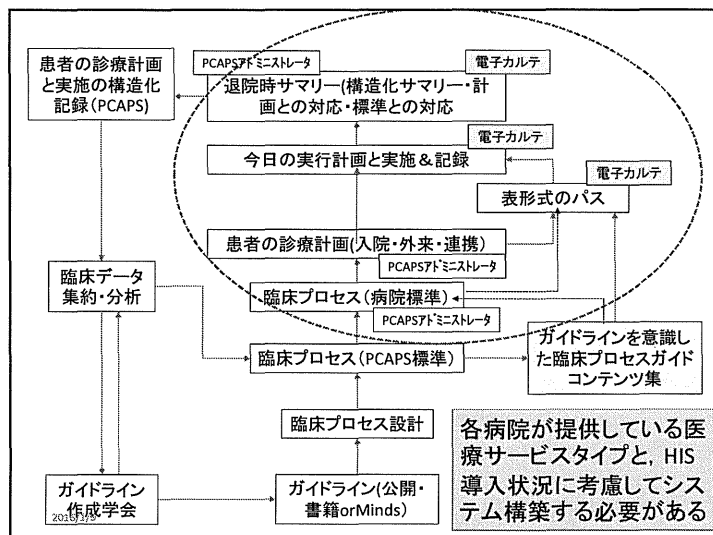 患者の診療計画
と実施の構造化
記録(PCAPS)
PCAPSｱﾄﾞﾐﾆｽﾄﾚｰﾀ
電子カルテ
退院時サマリー(構造化サマリー・計
画との対応・標準との対応
電子カルテ
今日の実行計画と実施＆記録
電子カルテ
表形式のパス
患者の診療計画(入院・外来・連携)
PCAPSｱﾄﾞﾐﾆｽﾄﾚｰﾀ
臨床データ
集約・分析
臨床プロセス(病院標準)
PCAPSｱﾄﾞﾐﾆｽﾄﾚｰﾀ
臨床プロセス(PCAPS標準)
ガイドラインを意識し
た臨床プロセスガイド
コンテンツ集
臨床プロセス設計
ガイドライン
作成学会
ガイドライン(公開・
書籍orMinds)
各病院が提供している医
療サービスタイプと, HIS
導入状況に考慮してシス
テム構築する必要がある